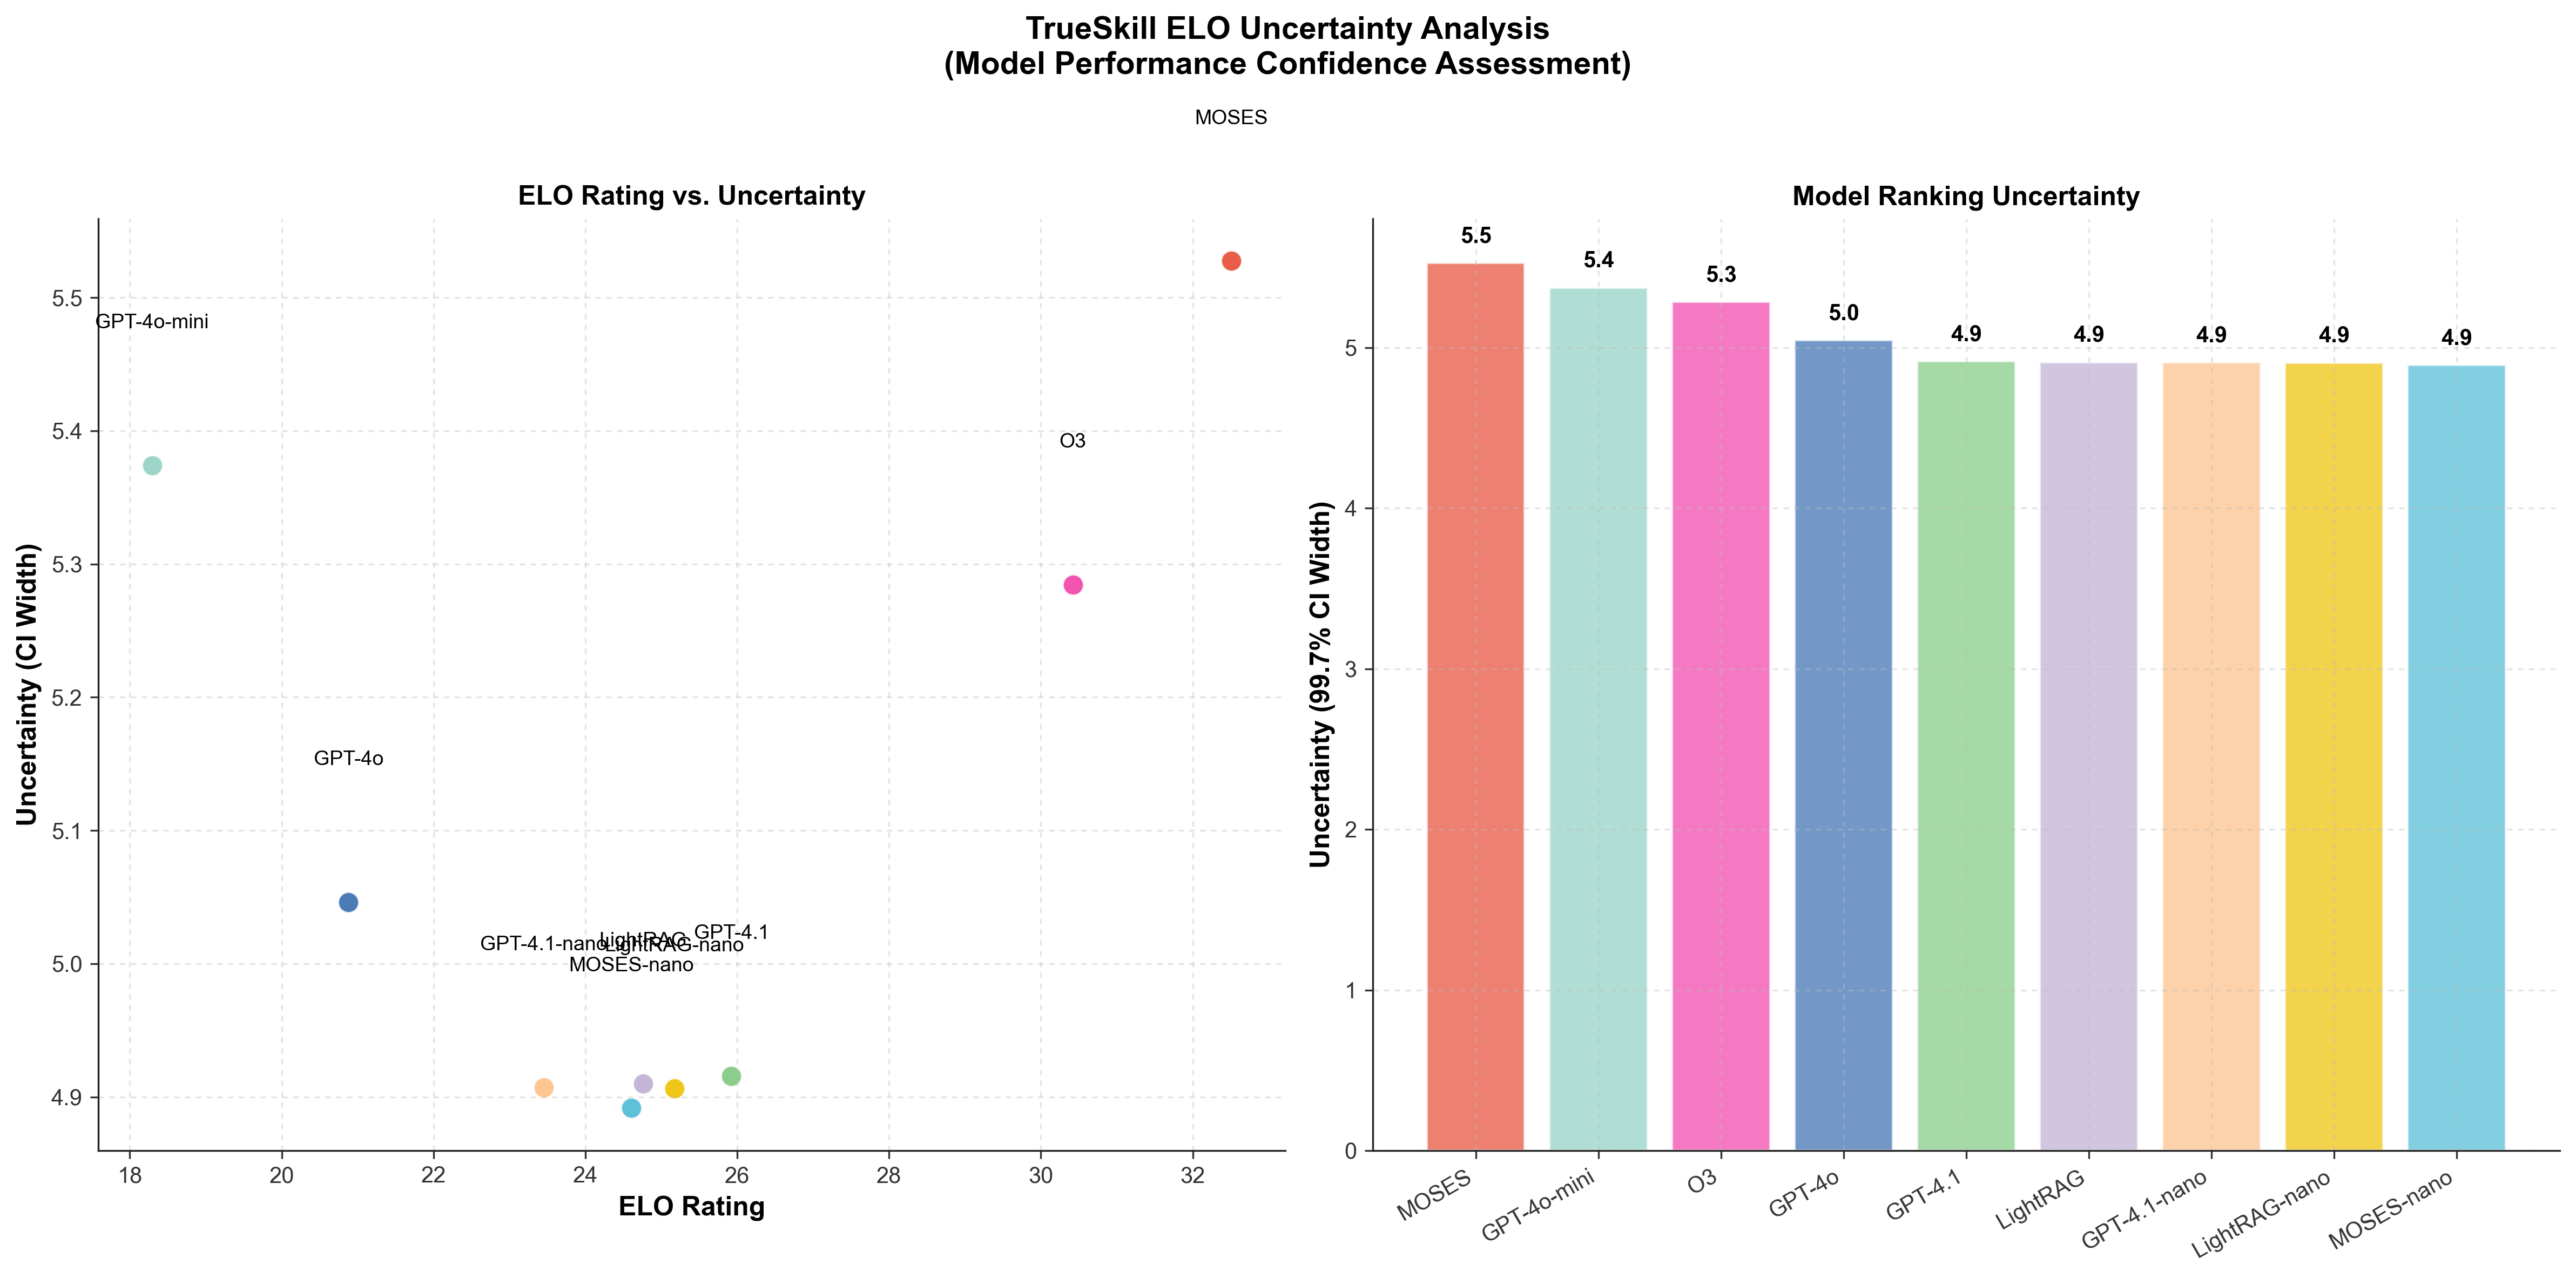 TrueSkill ELO Uncertainty Analysis
(Model Performance Confidence Assessment)
MOSES
ELO Rating vs. Uncertainty
Uncertainty (CI Width)
5.5
5.4
5.3
5.2
5.1
5.0
4.9
GPT-4o-mini
O3
GPT-4o
GPT-4.1
GPT-4.1-nano
LightRAG
LightRAG-nano
MOSES-nano
18 20 22 24 26 28 30 32
ELO Rating
Model Ranking Uncertainty
Uncertainty (99.7% CI Width)
5
4
3
2
1
0
5.5 5.4 5.3 5.0 4.9 4.9 4.9 4.9 4.9
MOSES
GPT-4o-mini
O3
GPT-4o
GPT-4.1
LightRAG
GPT-4.1-nano
LightRAG-nano
MOSES-nano